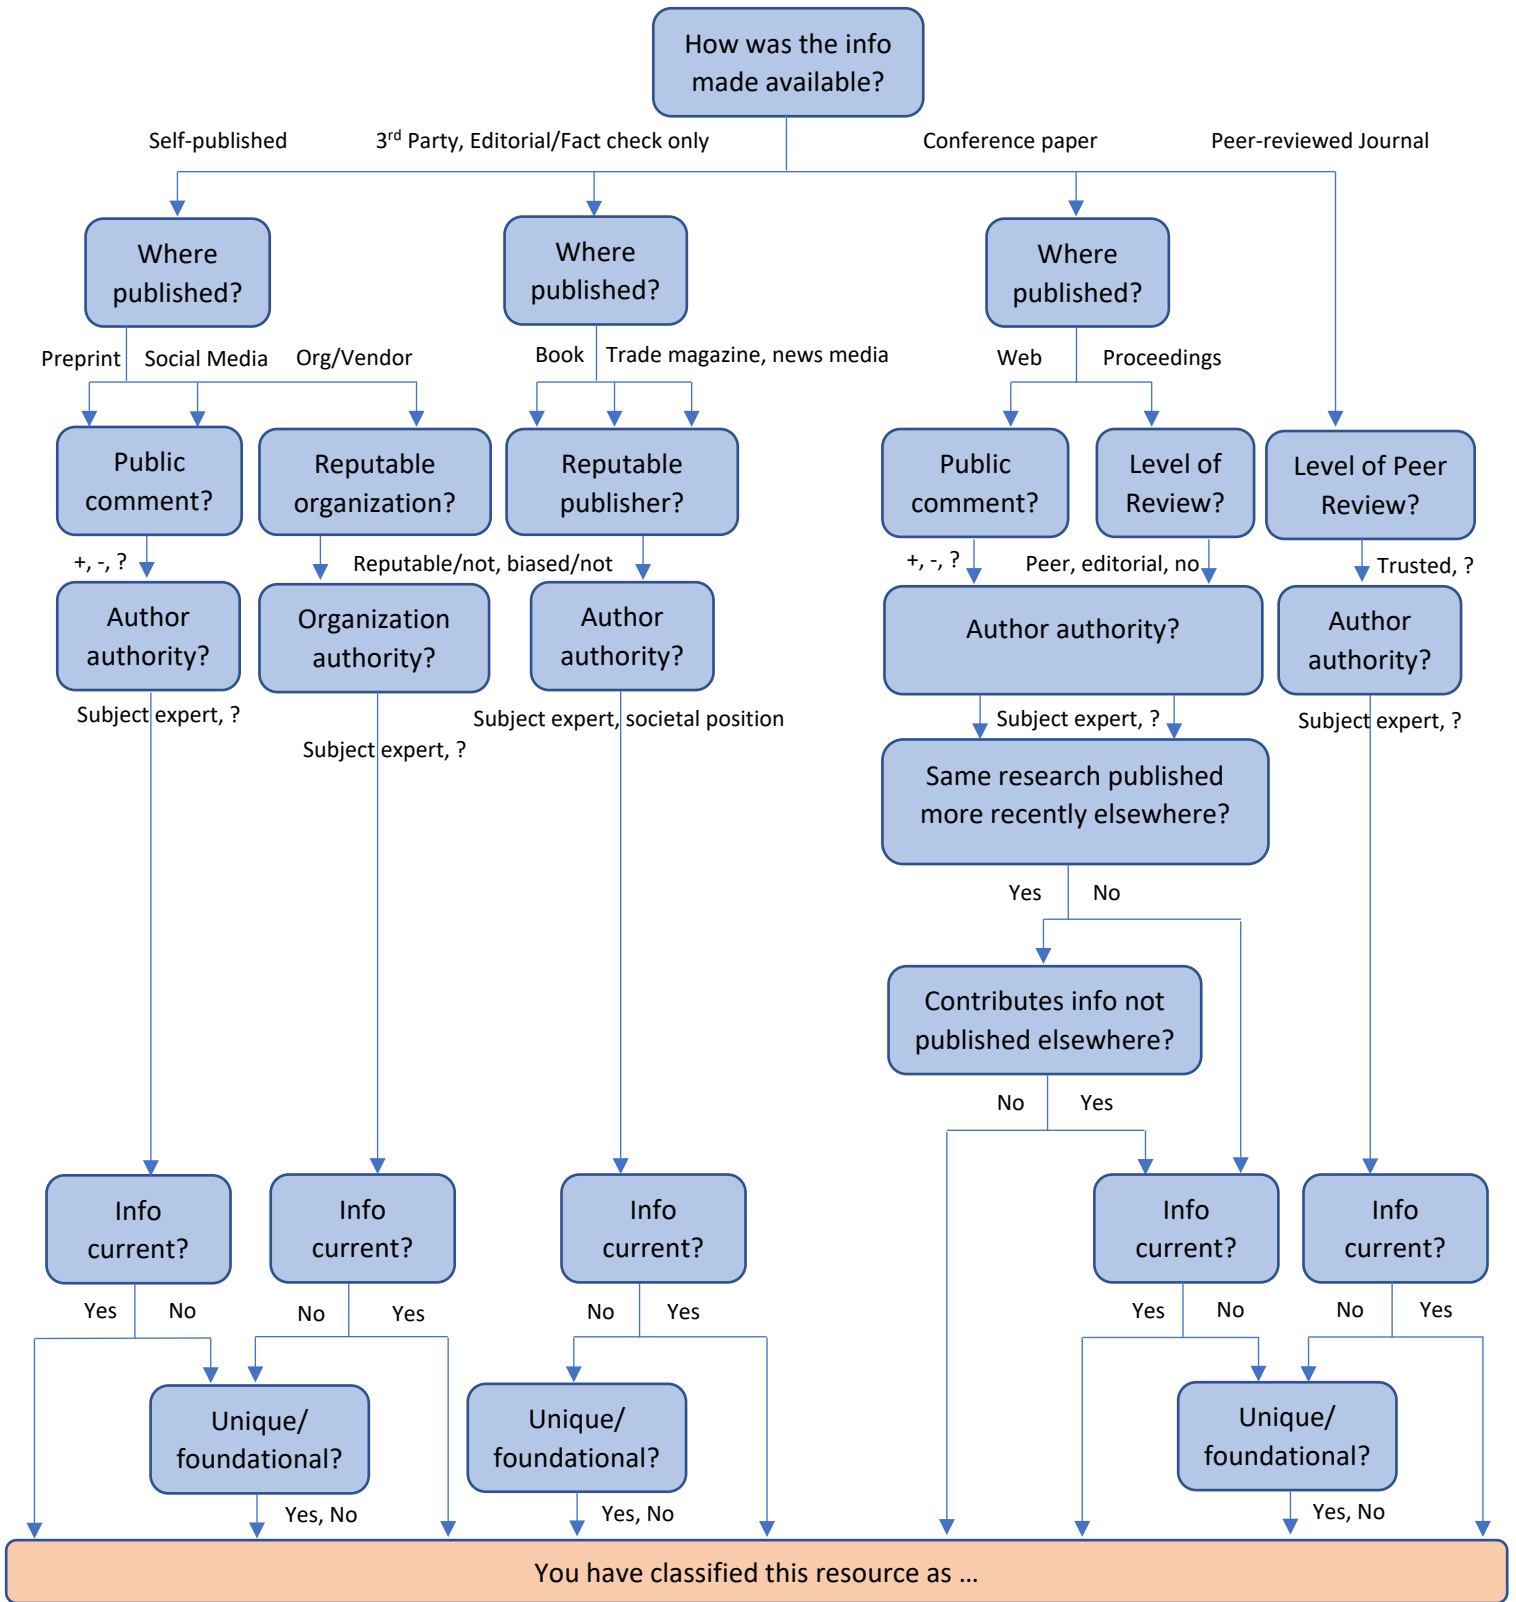 How was the info
made available?
Self-published
3rd Party, Editorial/Fact check only
Conference paper
Peer-reviewed Journal
Where
published?
Where
published?
Where
published?
Preprint
Social Media
Org/Vendor
Book
Trade magazine, news media
Web
Proceedings
Public
comment?
Reputable
organization?
Reputable
publisher?
Public
comment?
Level of
Review?
Level of Peer
Review?
+, -, ?
Reputable/not, biased/not
+, -, ?
Peer, editorial, no
Trusted, ?
Author
authority?
Organization
authority?
Author
authority?
Author authority?
Author
authority?
Subject expert, ?
Subject expert, ?
Subject expert, societal position
Subject expert, ?
Subject expert, ?
Same research published
more recently elsewhere?
Yes
No
Contributes info not
published elsewhere?
No
Yes
Info
current?
Info
current?
Info
current?
Info
current?
Info
current?
Yes
No
No
Yes
No
Yes
Yes
No
No
Yes
Unique/
foundational?
Unique/
foundational?
Unique/
foundational?
Yes, No
Yes, No
Yes, No
You have classified this resource as …